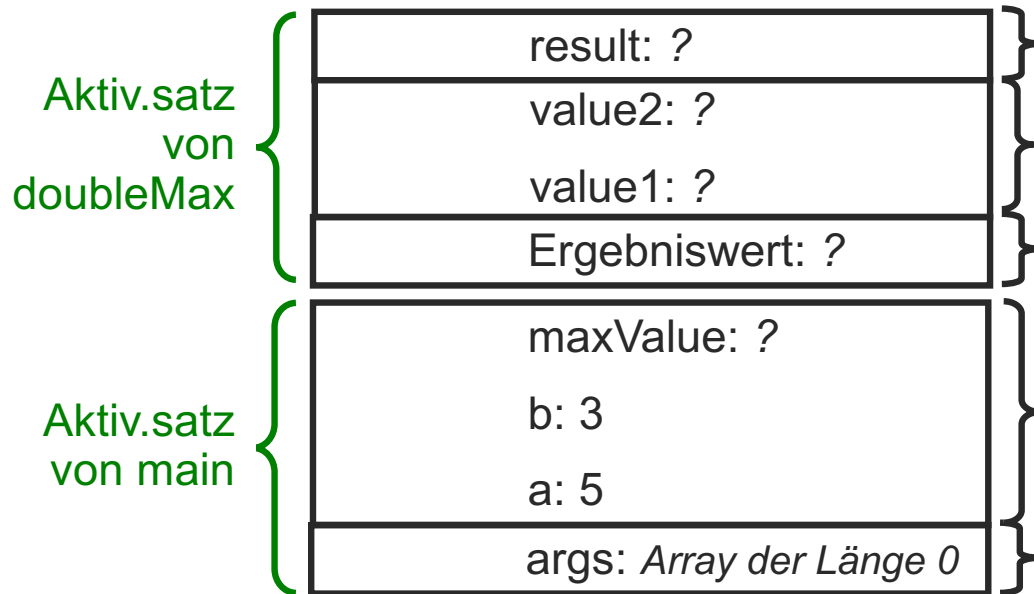 Aktiv.satz
von
doubleMax
result: ?
value2: ?
value1: ?
Ergebniswert: ?
Aktiv.satz
von main
maxValue: ?
b: 3
a: 5
args: Array der Länge 0